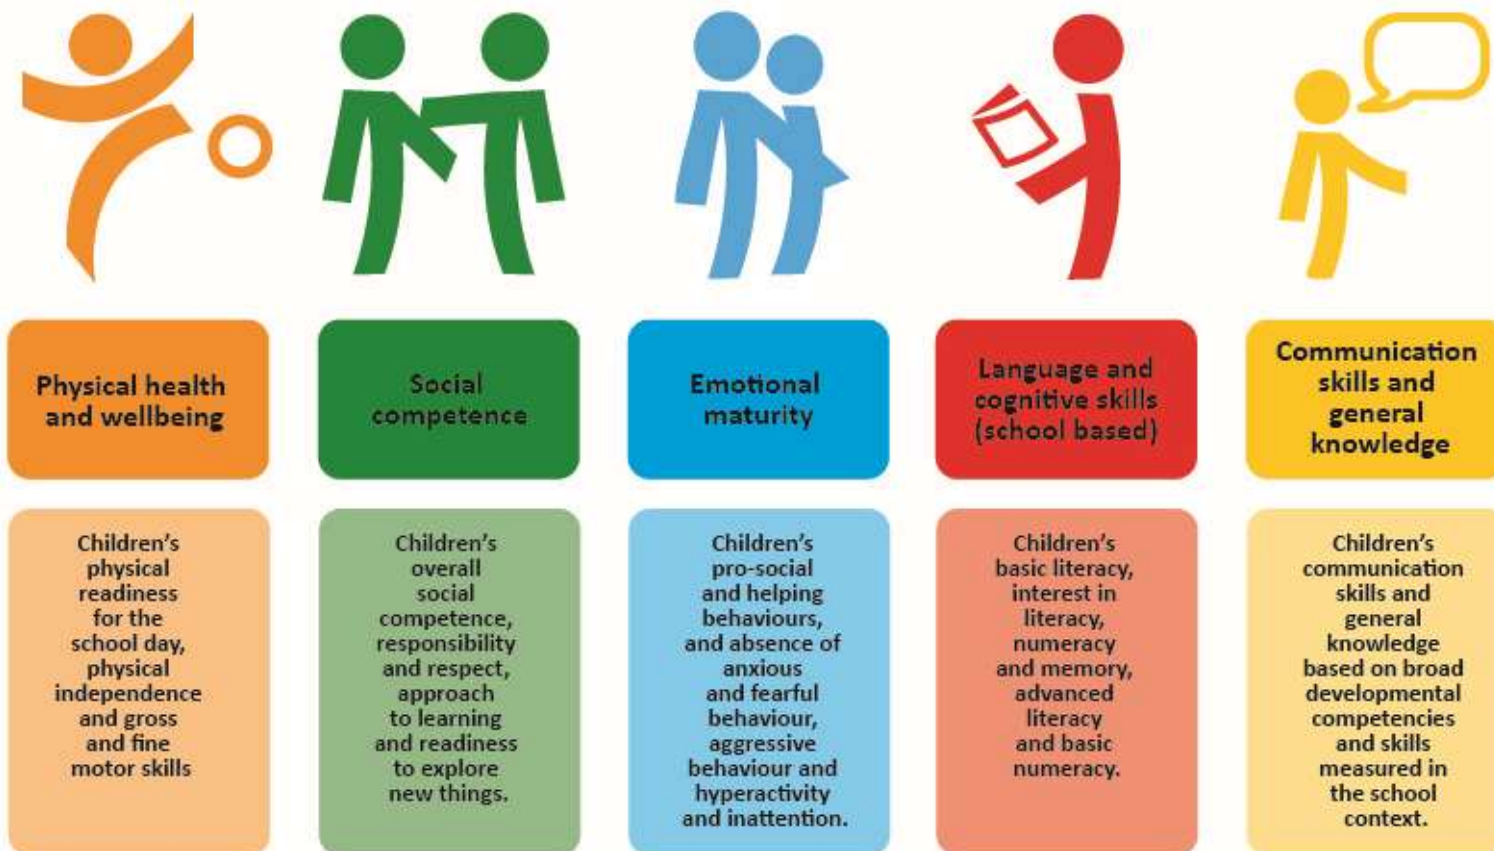 Physical health
and wellbeing
Social
competence
Emotional
maturity
Language and
cognitive skills
(school based)
Communication
skills and
general
knowledge
Children's
physical
readiness
for the
school day,
physical
independence
and gross
and fine
motor skills
Children's
overall
social
competence,
responsibility
and respect,
approach
to learning
and readiness
to explore
new things.
Children's
pro-social
and helping
behaviours,
and absence of
anxious
and fearful
behaviour,
aggressive
behaviour and
hyperactivity
and inattention.
Children's
basic literacy,
interest in
literacy,
numeracy
and memory,
advanced
literacy
and basic
numeracy.
Children's
communication
skills and
general
knowledge
based on broad
developmental
competencies
and skills
measured in
the school
context.